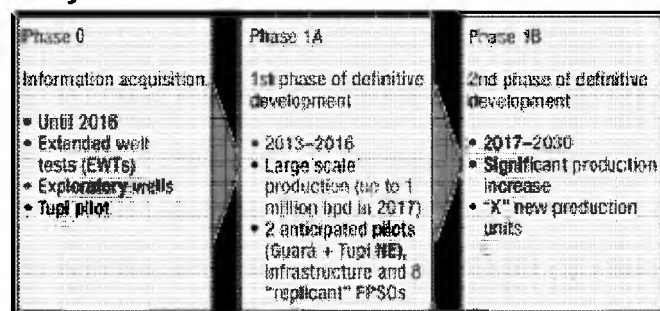 Phase 0
Information acquisition
• Until 2016
• Extended well
tests (EWTs)
• Exploratory wells
• Tupi pilot
Phase 1A
1st phase of definitive
development
• 2013–2016
• Large scale
production (up to 1
million bpd in 2017)
• 2 anticipated pilots
(Guará + Tupi NE),
infrastructure and 8
"replicant" FPSOs
Phase 1B
2nd phase of definitive
development
• 2017–2030
• Significant production
increase
• "X" new production
units